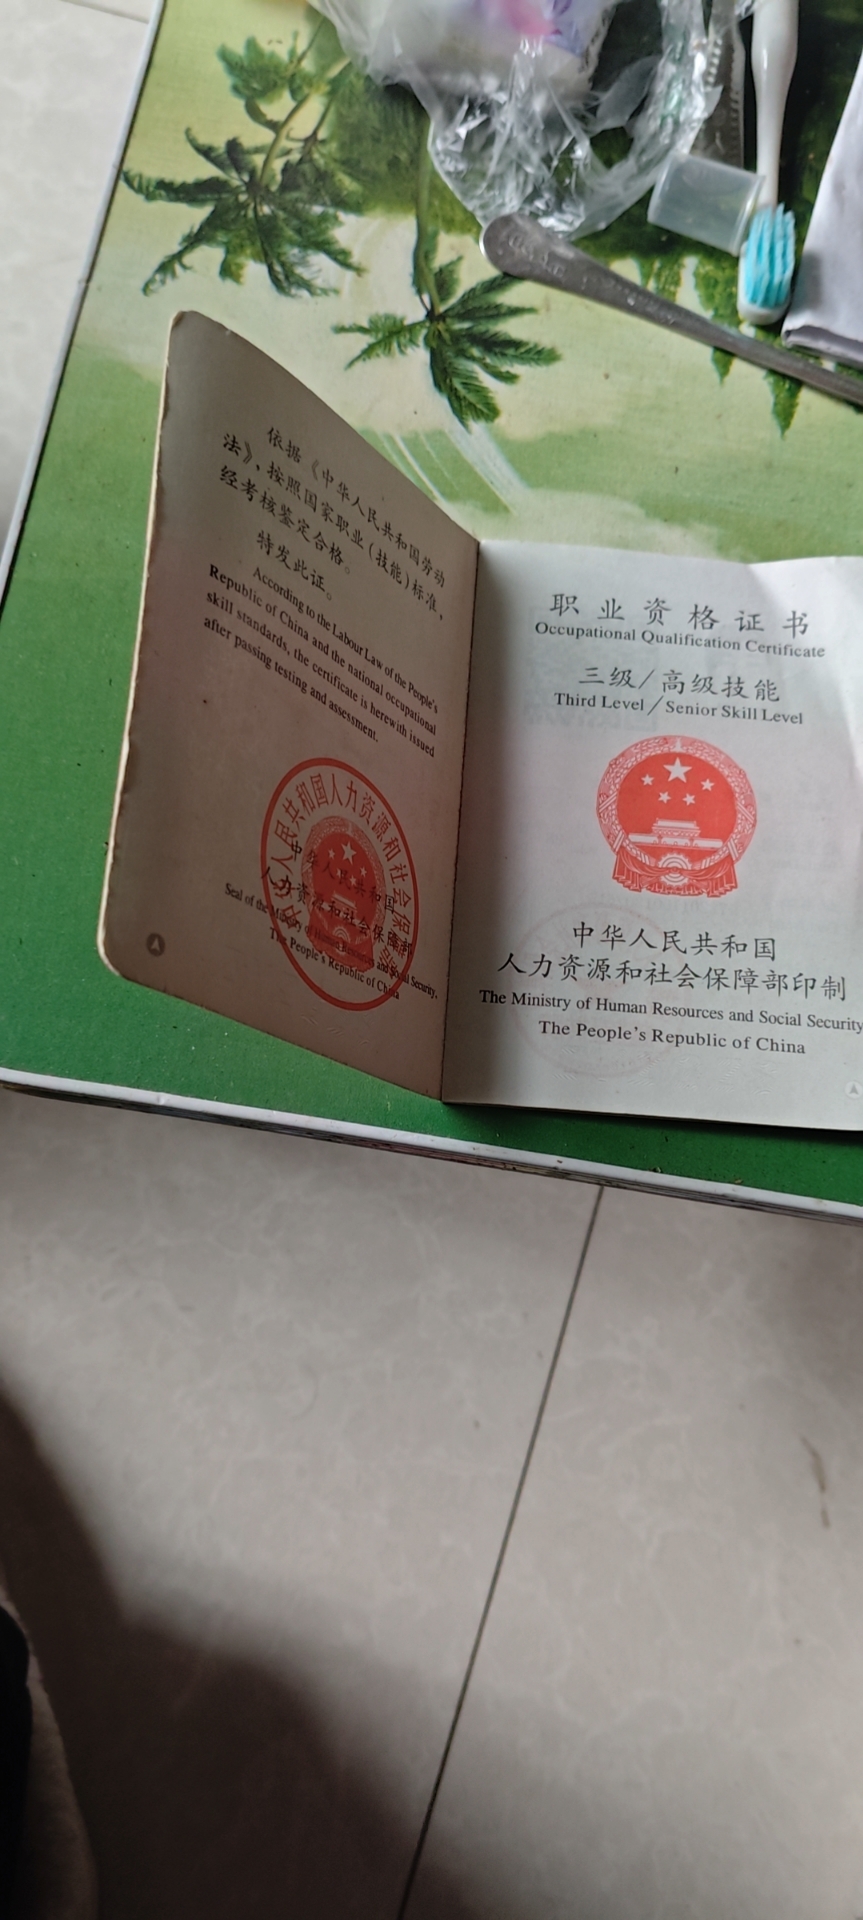 依据《中华人民共和国劳动
法》，按照国家职业(技能)标准，
经考核鉴定合格。
特发此证。
According to the Labour Law of the People's
Republic of China and the national occupational
skill standards, the certificate is herewith issued
after passing testing and assessment.
中华人民共和国人力资源和社会保障部
中华人民共和国
人力资源和社会保障部
Seal of the Ministry of Human Resources and Social Security,
The People's Republic of China
职业资格证书
Occupational Qualification Certificate
三级/高级技能
Third Level/Senior Skill Level
中华人民共和国
人力资源和社会保障部印制
The Ministry of Human Resources and Social Security
The People's Republic of China